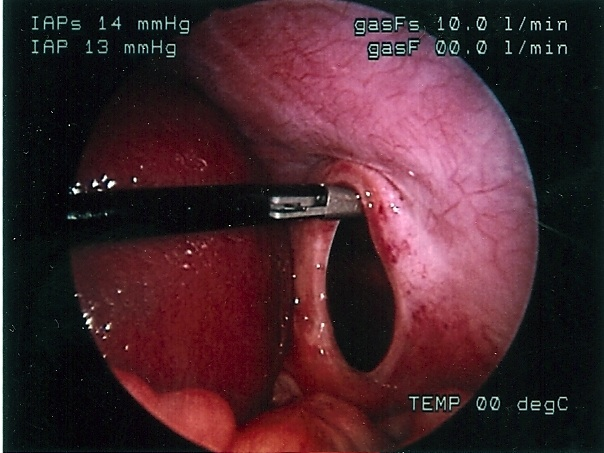 IAPs 14 mmHg
IAP 13 mmHg
gasFs 10.0 l/min
gasF 00.0 l/min
TEMP 00 degC